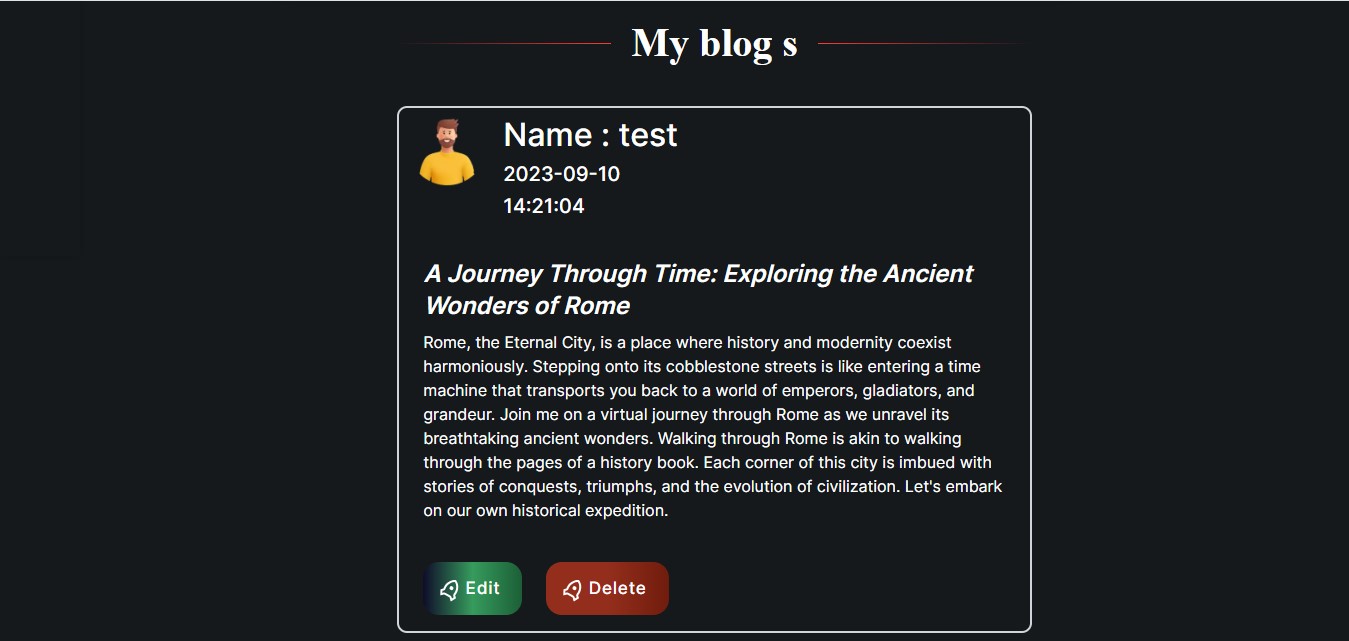 My blog s
Name : test
2023-09-10
14:21:04
A Journey Through Time: Exploring the Ancient
Wonders of Rome
Rome, the Eternal City, is a place where history and modernity coexist
harmoniously. Stepping onto its cobblestone streets is like entering a time
machine that transports you back to a world of emperors, gladiators, and
grandeur. Join me on a virtual journey through Rome as we unravel its
breathtaking ancient wonders. Walking through Rome is akin to walking
through the pages of a history book. Each corner of this city is imbued with
stories of conquests, triumphs, and the evolution of civilization. Let's embark
on our own historical expedition.
Edit
Delete